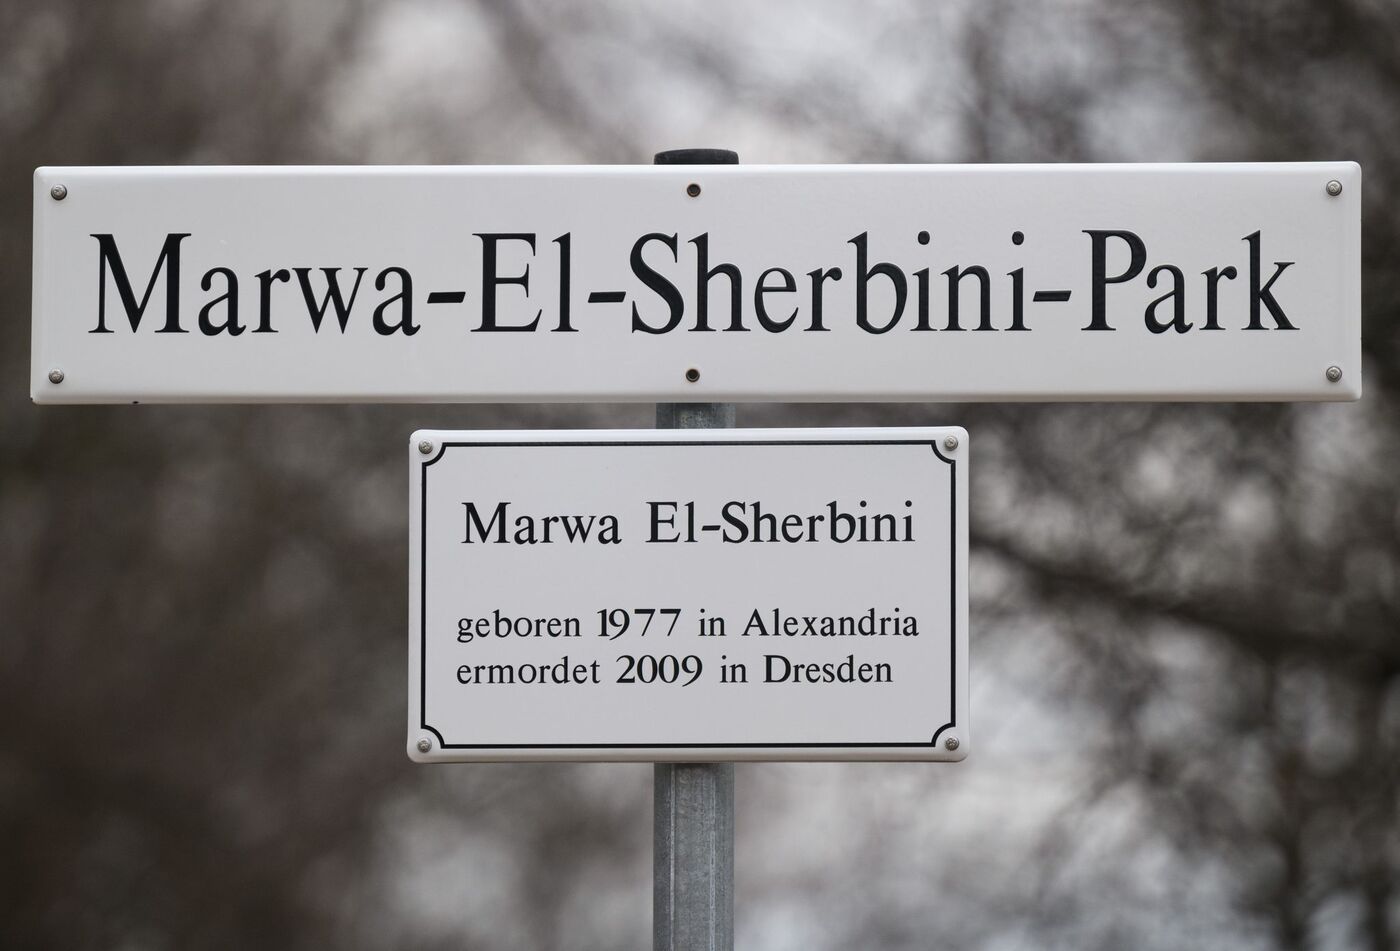 Marwa-El-Sherbini-Park
Marwa El-Sherbini
geboren 1977 in Alexandria
ermordet 2009 in Dresden